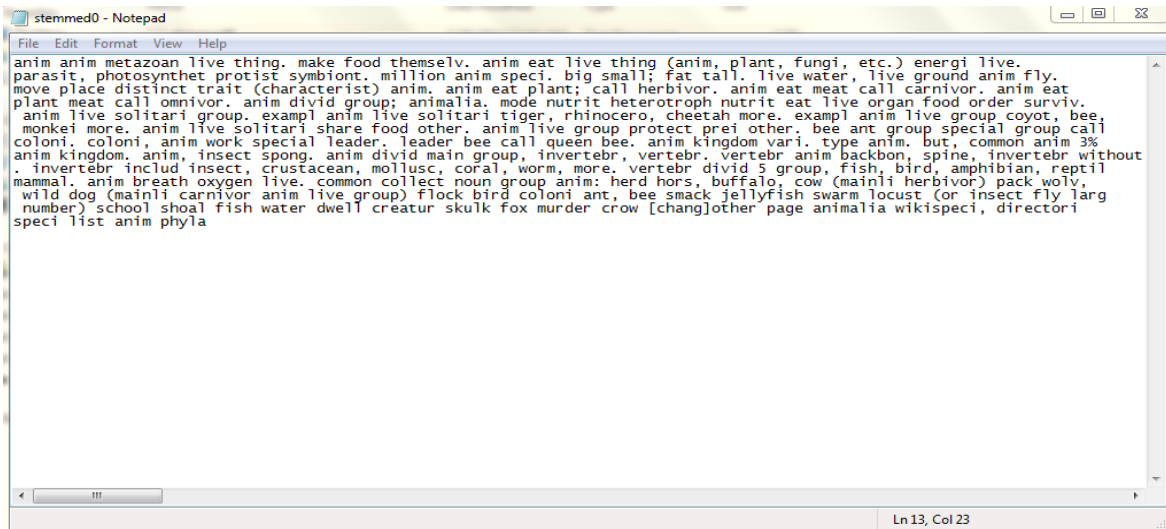 stemmed0 - Notepad
File Edit Format View Help
anim anim metazoan live thing. make food themselv. anim eat live thing (anim, plant, fungi, etc.) energi live.
parasit, photosynthet protist symbiont. million anim speci. big small; fat tall. live water, live ground anim fly.
move place distinct trait (characterist) anim. anim eat plant; call herbivor. anim eat meat call carnivor. anim eat
plant meat call omnivor. anim divid group; animalia. mode nutrit heterotroph nutrit eat live organ food order surviv.
anim live solitari group. exampl anim live solitari tiger, rhinocero, cheetah more. exampl anim live group coyot, bee,
monkei more. anim live solitari share food other. anim live group protect prei other. bee ant group special group call
coloni. coloni, anim work special leader. leader bee call queen bee. anim kingdom vari. type anim. but, common anim 3%
anim kingdom. anim, insect spong. anim divid main group, invertebr, vertebr. vertebr anim backbon, spine, invertebr without
. invertebr includ insect, crustacean, mollusc, coral, worm, more. vertebr divid 5 group, fish, bird, amphibian, reptil
mammal. anim breath oxygen live. common collect noun group anim: herd hors, buffalo, cow (mainli herbivor) pack wolv,
wild dog (mainli carnivor anim live group) flock bird coloni ant, bee smack jellyfish swarm locust (or insect fly larg
number) school shoal fish water dwell creatur skulk fox murder crow [chang]other page animalia wikispeci, directori
speci list anim phyla
Ln 13, Col 23